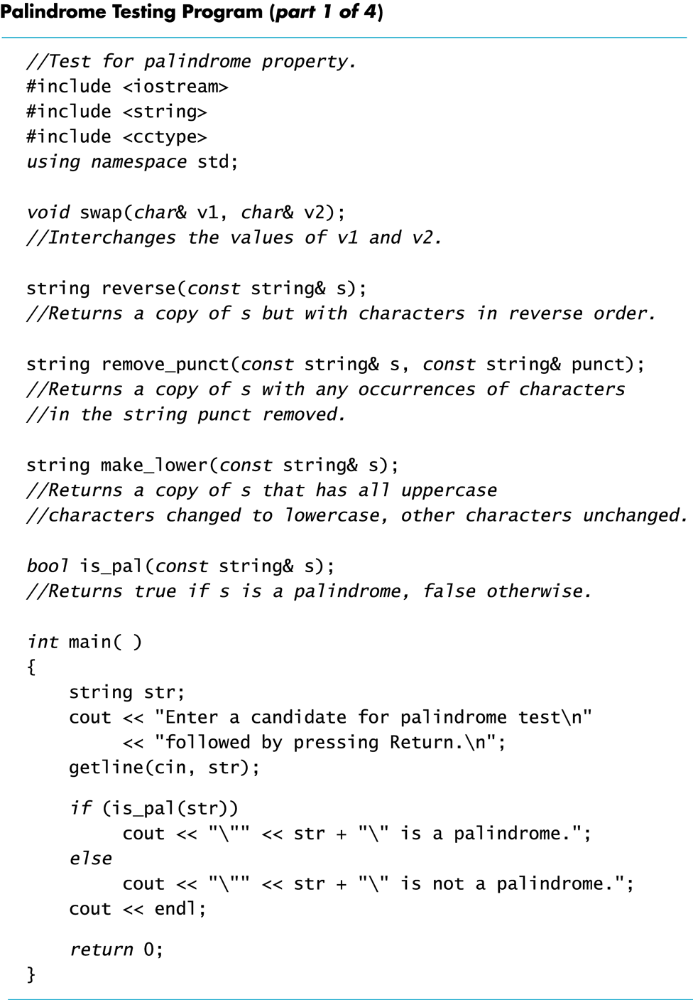 Palindrome Testing Program (part 1 of 4)
//Test for palindrome property.
#include <iostream>
#include <string>
#include <cctype>
using namespace std;
void swap(char& v1, char& v2);
//Interchanges the values of v1 and v2.
string reverse(const string& s);
//Returns a copy of s but with characters in reverse order.
string remove_punct(const string& s, const string& punct);
//Returns a copy of s with any occurrences of characters
//in the string punct removed.
string make_lower(const string& s);
//Returns a copy of s that has all uppercase
//characters changed to lowercase, other characters unchanged.
bool is_pal(const string& s);
//Returns true if s is a palindrome, false otherwise.
int main( )
{
string str;
cout << "Enter a candidate for palindrome test\n"
<< "followed by pressing Return.\n";
getline(cin, str);
if (is_pal(str))
cout << "\"" << str + "\" is a palindrome.";
else
cout << "\"" << str + "\" is not a palindrome.";
cout << endl;
return 0;
}